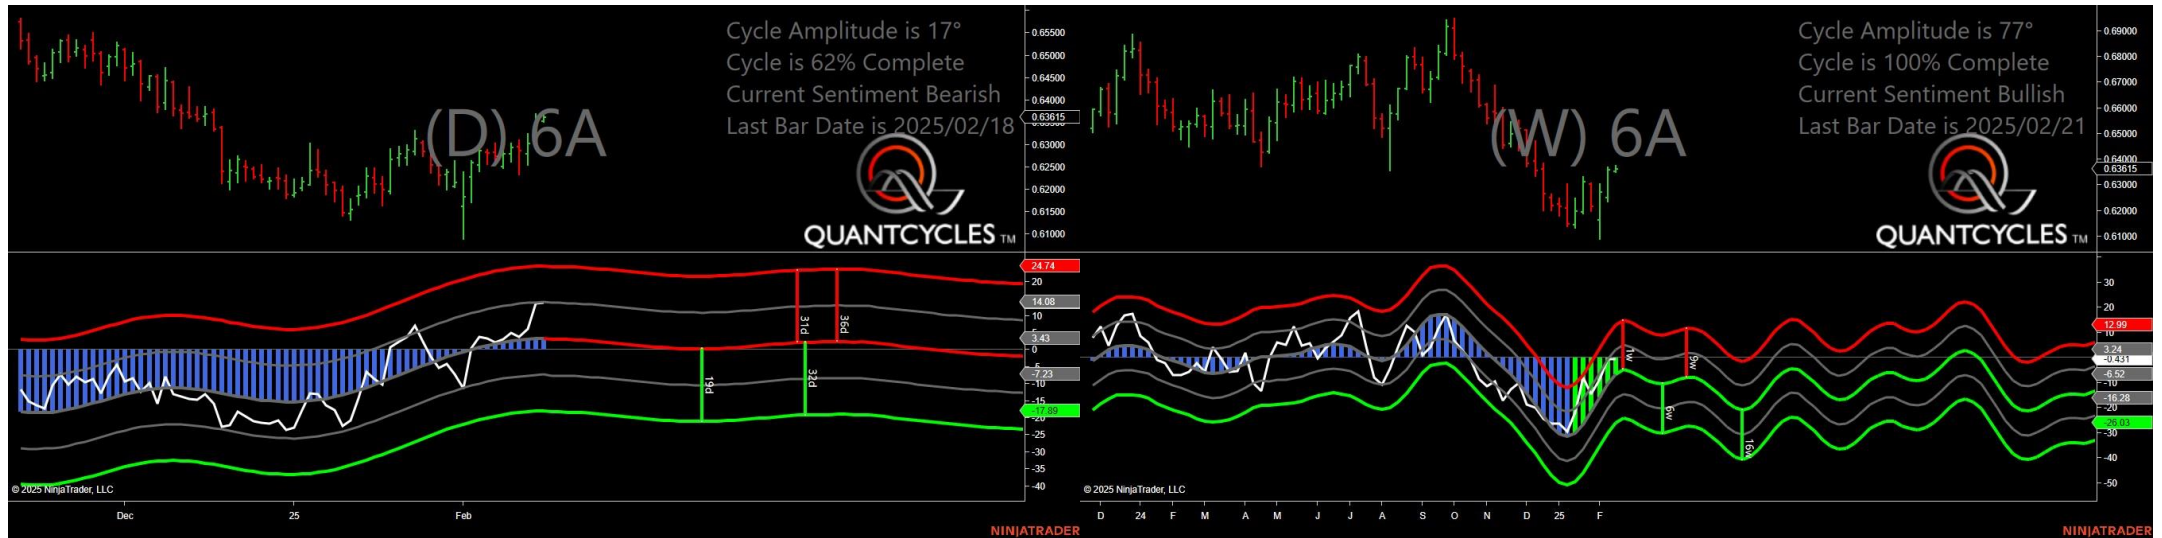 Cycle Amplitude is 17°
Cycle is 62% Complete
Current Sentiment Bearish
Last Bar Date is 2025/02/18
(D) 6A
QUANTCYCLES TM
0.65500
0.65000
0.64500
0.64000
0.63615
0.63000
0.62500
0.62000
0.61500
0.61000
24.74
20
14.08
10
5
3.43
0
-5
-7.23
-10
-15
-17.89
-20
-25
-30
-35
-40
31d
36d
19d
32d
© 2025 NinjaTrader, LLC
Dec
25
Feb
NINJATRADER
Cycle Amplitude is 77°
Cycle is 100% Complete
Current Sentiment Bullish
Last Bar Date is 2025/02/21
(W) 6A
QUANTCYCLES TM
0.69000
0.68000
0.67000
0.66000
0.65000
0.64000
0.63615
0.63000
0.62000
0.61000
30
20
12.99
3.24
-0.431
-6.52
-10
-16.28
-20
-26.03
-30
-40
-50
1w
9w
6w
16w
© 2025 NinjaTrader, LLC
D
24
F
M
A
M
J
J
A
S
O
N
D
25
F
NINJATRADER